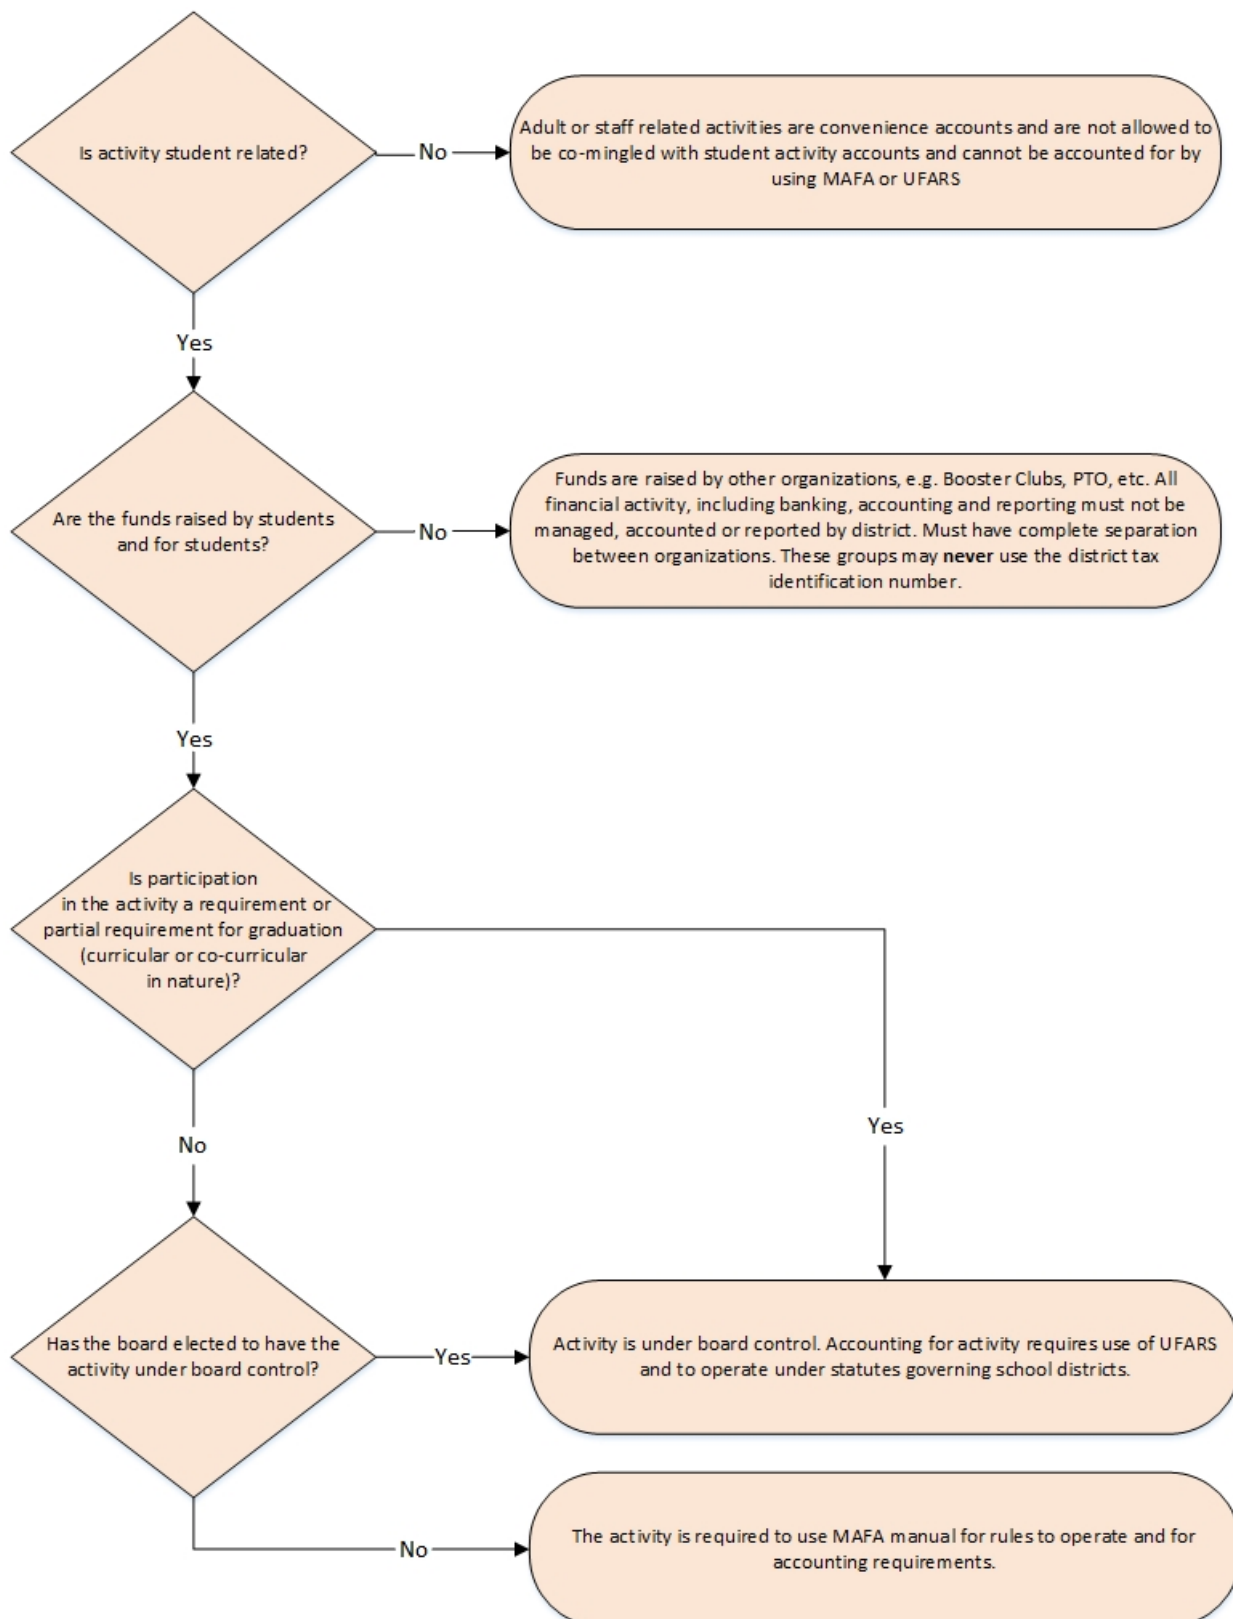 Is activity student related?
No
Adult or staff related activities are convenience accounts and are not allowed to
be co-mingled with student activity accounts and cannot be accounted for by
using MAFA or UFARS
Yes
Are the funds raised by students
and for students?
No
Funds are raised by other organizations, e.g. Booster Clubs, PTO, etc. All
financial activity, including banking, accounting and reporting must not be
managed, accounted or reported by district. Must have complete separation
between organizations. These groups may never use the district tax
identification number.
Yes
Is participation
in the activity a requirement or
partial requirement for graduation
(curricular or co-curricular
in nature)?
Yes
No
Has the board elected to have the
activity under board control?
Yes
Activity is under board control. Accounting for activity requires use of UFARS
and to operate under statutes governing school districts.
No
The activity is required to use MAFA manual for rules to operate and for
accounting requirements.